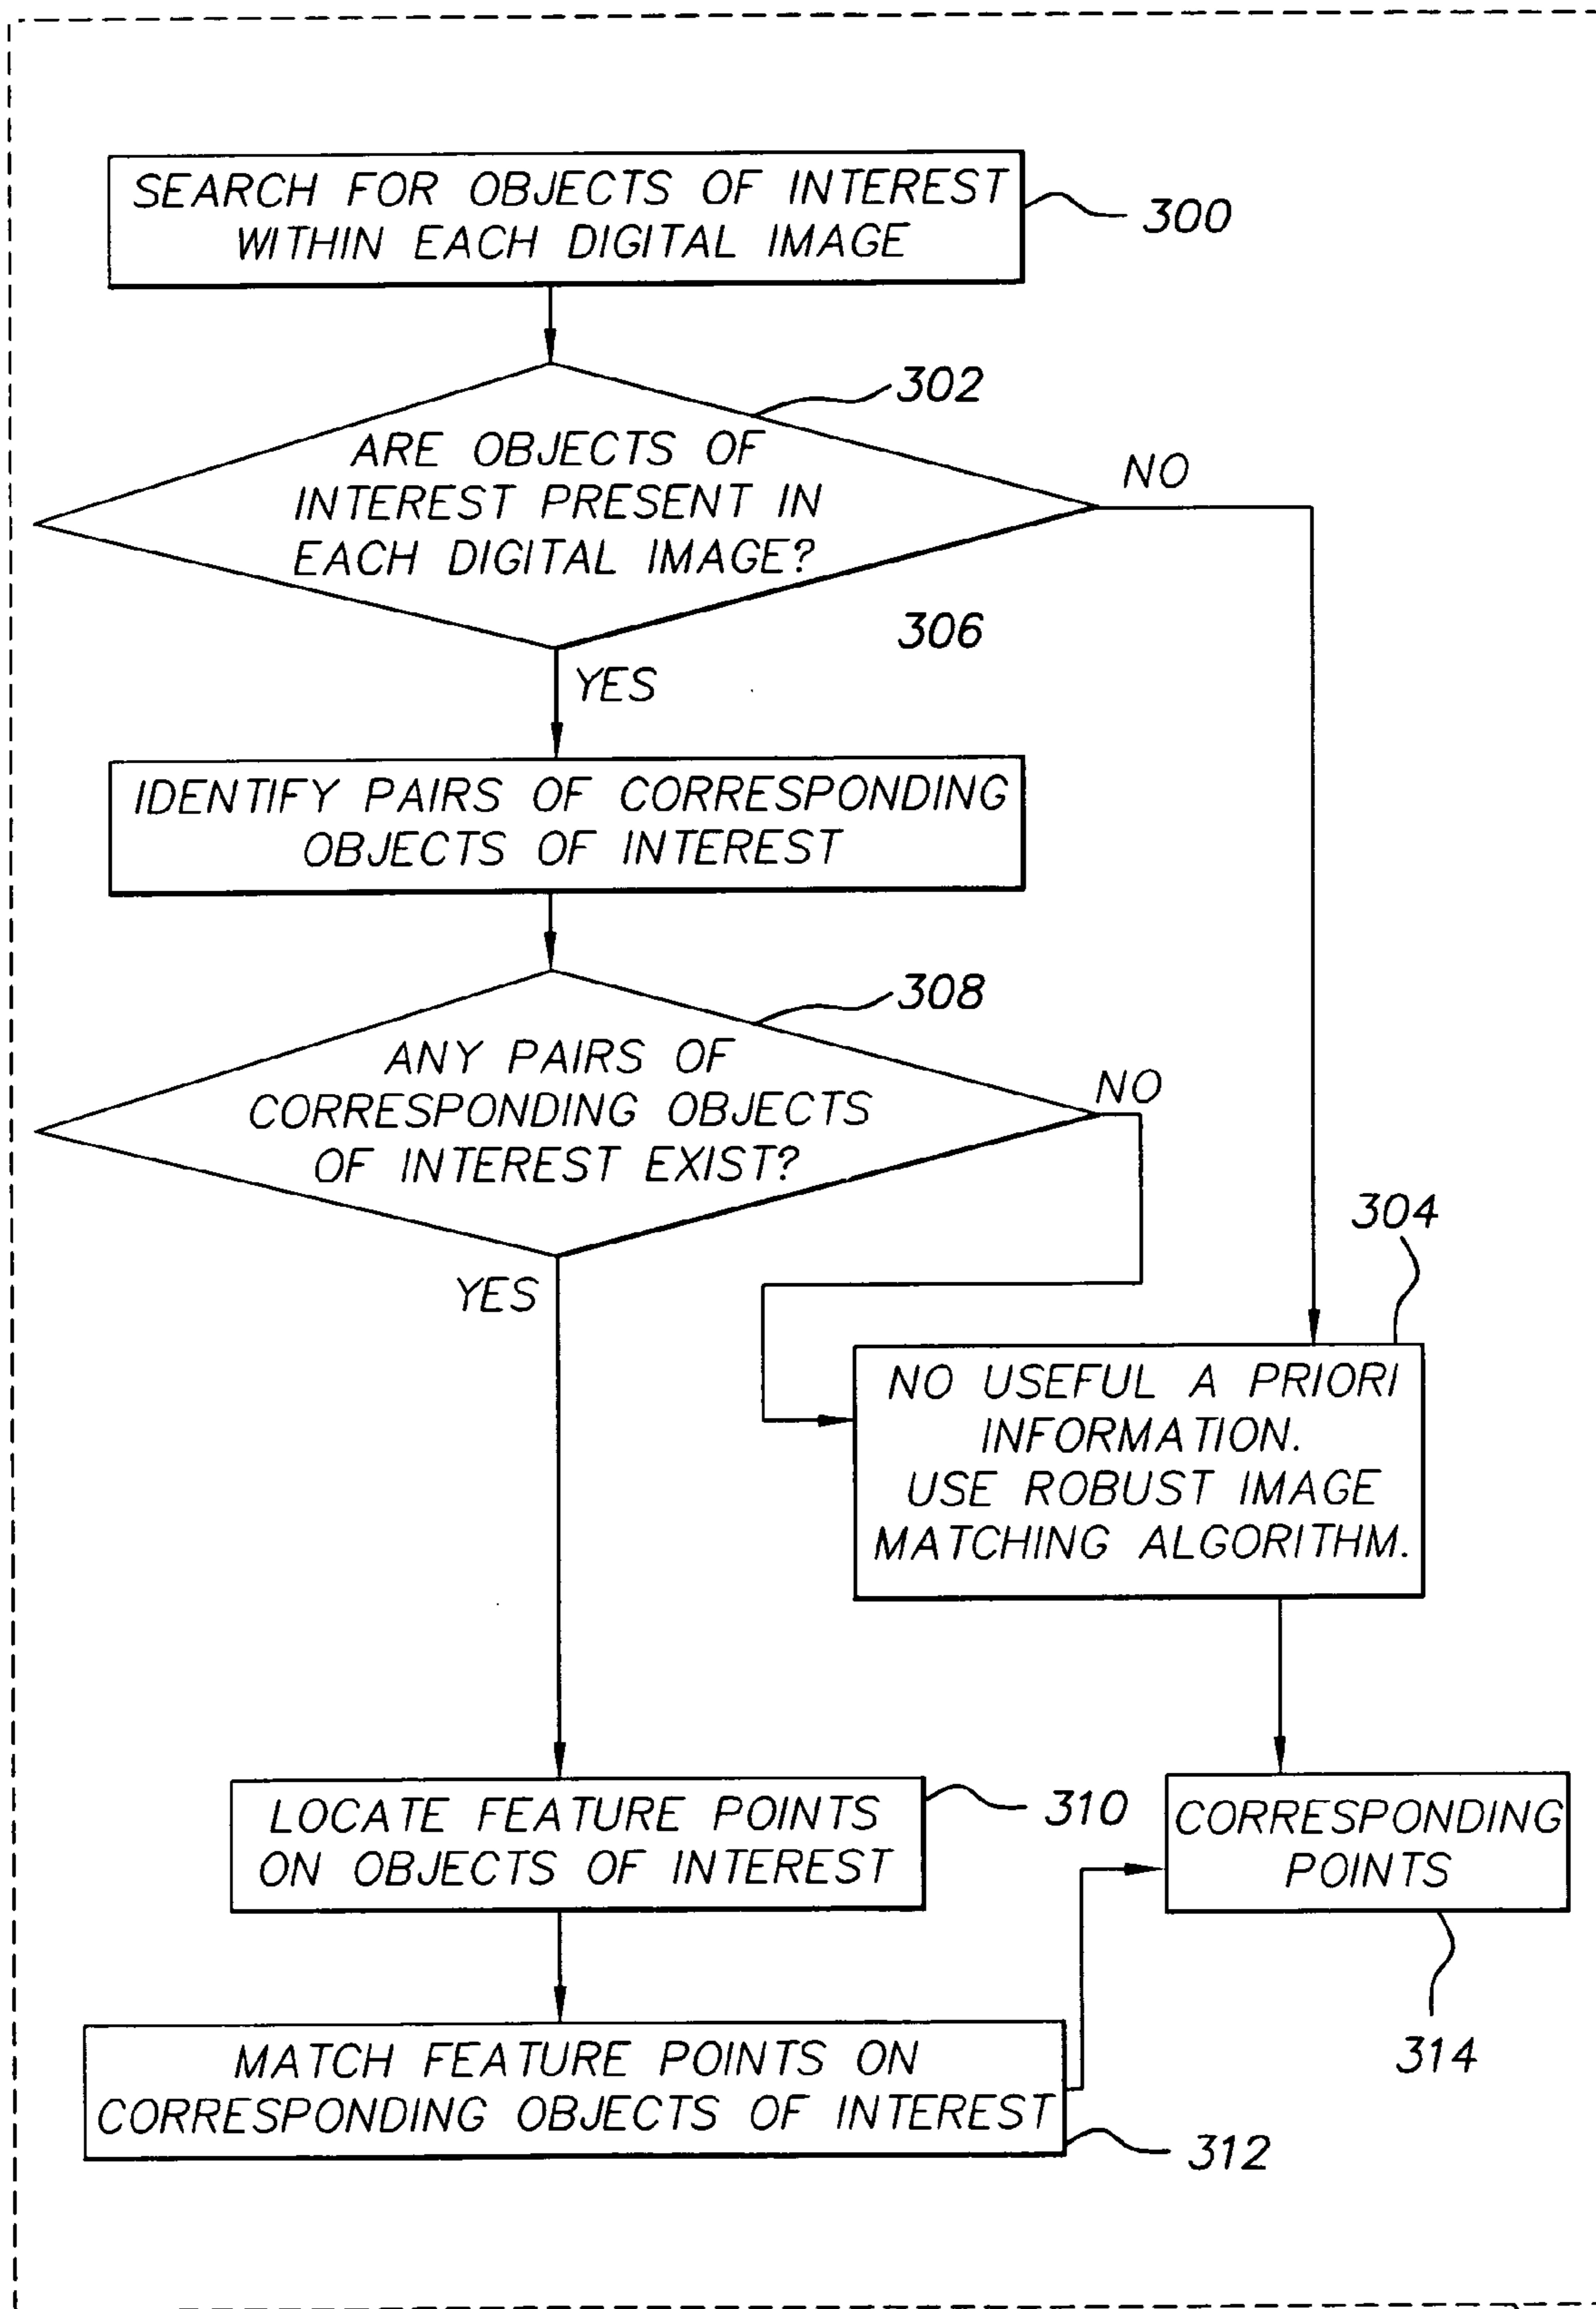 SEARCH FOR OBJECTS OF INTEREST
WITHIN EACH DIGITAL IMAGE
300
302
ARE OBJECTS OF
INTEREST PRESENT IN
EACH DIGITAL IMAGE?
NO
306
YES
IDENTIFY PAIRS OF CORRESPONDING
OBJECTS OF INTEREST
308
ANY PAIRS OF
CORRESPONDING OBJECTS
OF INTEREST EXIST?
NO
YES
304
NO USEFUL A PRIORI
INFORMATION.
USE ROBUST IMAGE
MATCHING ALGORITHM.
LOCATE FEATURE POINTS
ON OBJECTS OF INTEREST
310
CORRESPONDING
POINTS
314
MATCH FEATURE POINTS ON
CORRESPONDING OBJECTS OF INTEREST
312